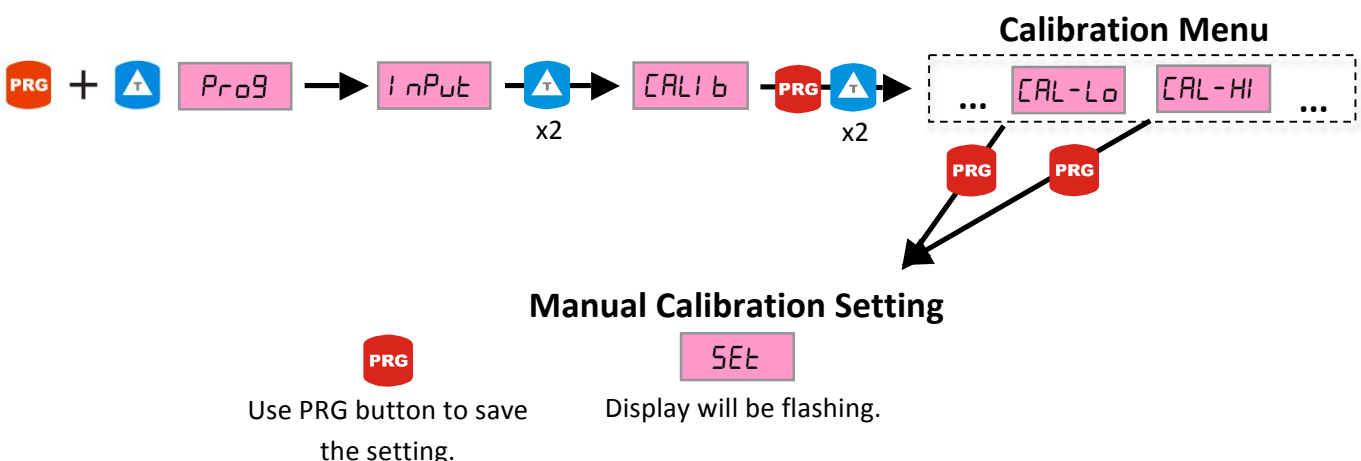 Calibration Menu
PRG + T Prog InPut T CALIb PRG T ... CAL-Lo CAL-HI ...
x2 x2
PRG PRG
Manual Calibration Setting
PRG SEt
Use PRG button to save Display will be flashing.
the setting.